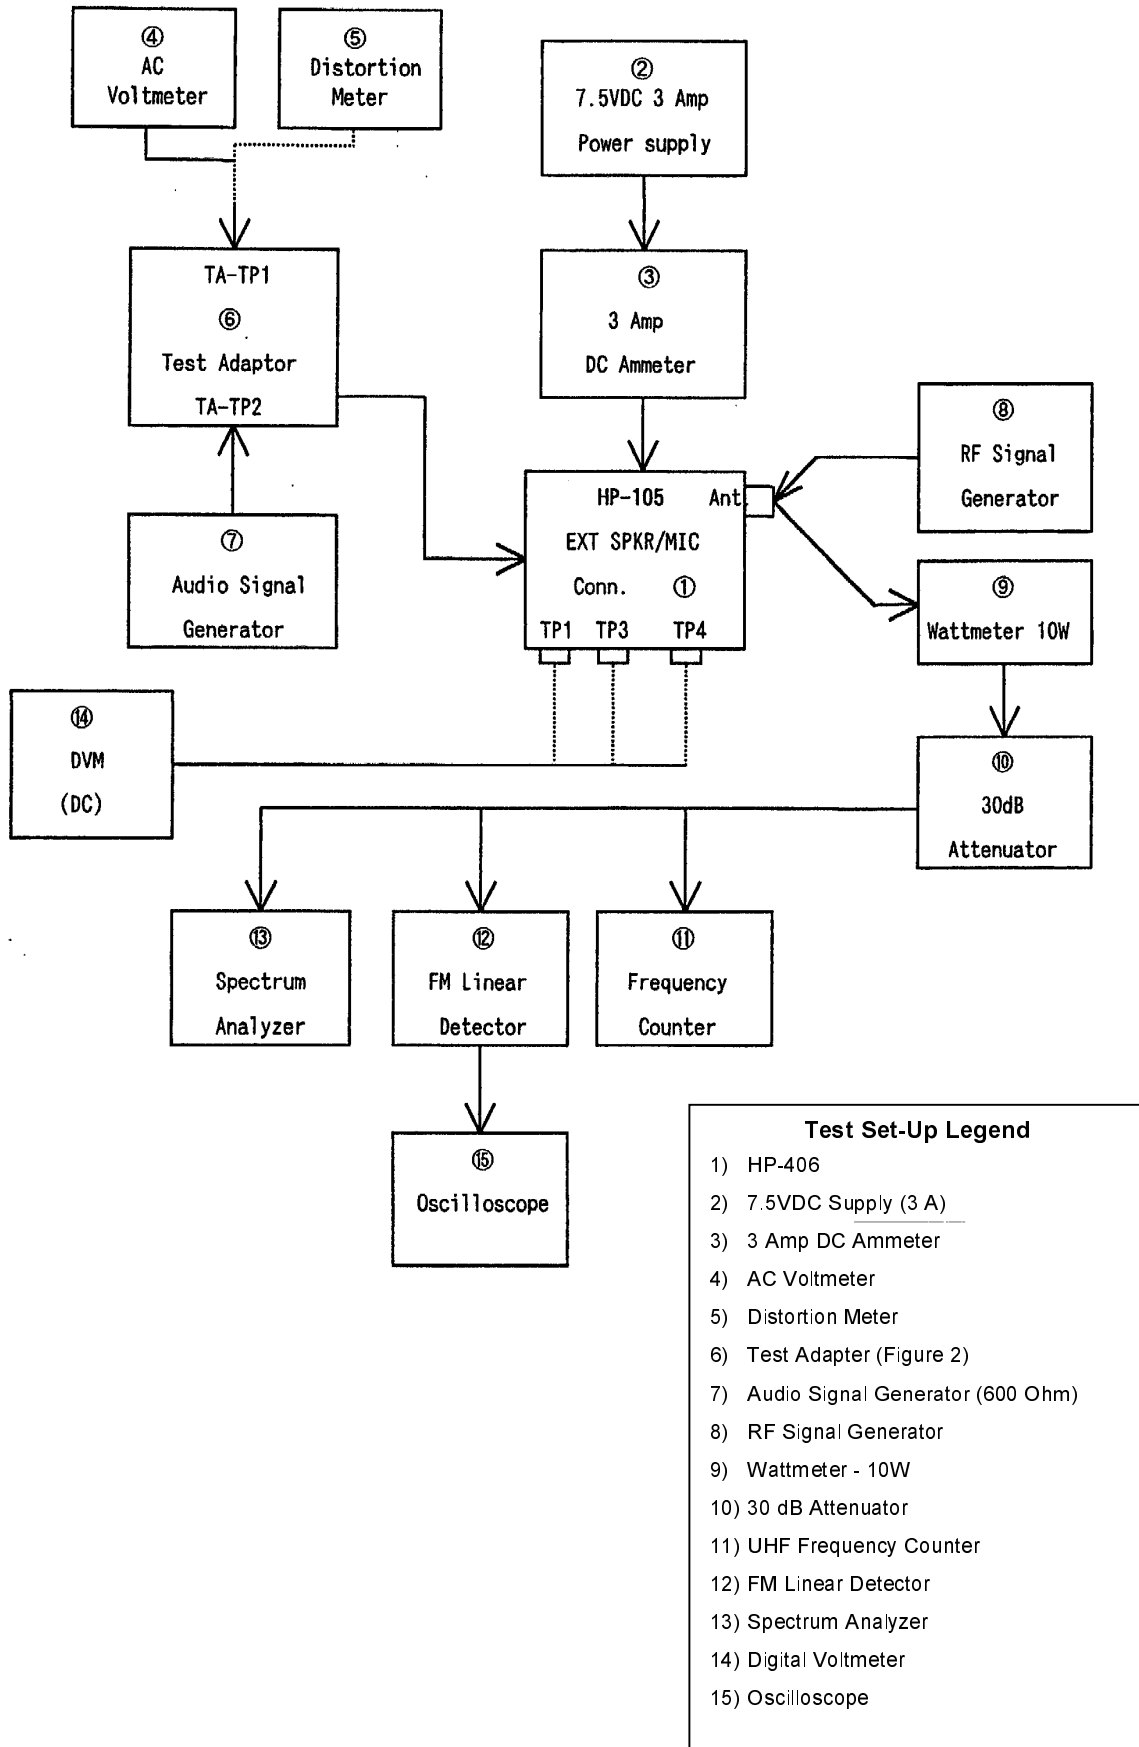 ④
AC
Voltmeter
⑤
Distortion
Meter
②
7.5VDC 3 Amp
Power supply
TA-TP1
⑥
Test Adaptor
TA-TP2
③
3 Amp
DC Ammeter
⑧
RF Signal
Generator
HP-105 Ant.
EXT SPKR/MIC
Conn. ①
TP1 TP3 TP4
⑦
Audio Signal
Generator
⑨
Wattmeter 10W
⑭
DVM
(DC)
⑩
30dB
Attenuator
⑬
Spectrum
Analyzer
⑫
FM Linear
Detector
⑪
Frequency
Counter
⑮
Oscilloscope
Test Set-Up Legend
1) HP-406
2) 7.5VDC Supply (3 A)
3) 3 Amp DC Ammeter
4) AC Voltmeter
5) Distortion Meter
6) Test Adapter (Figure 2)
7) Audio Signal Generator (600 Ohm)
8) RF Signal Generator
9) Wattmeter - 10W
10) 30 dB Attenuator
11) UHF Frequency Counter
12) FM Linear Detector
13) Spectrum Analyzer
14) Digital Voltmeter
15) Oscilloscope